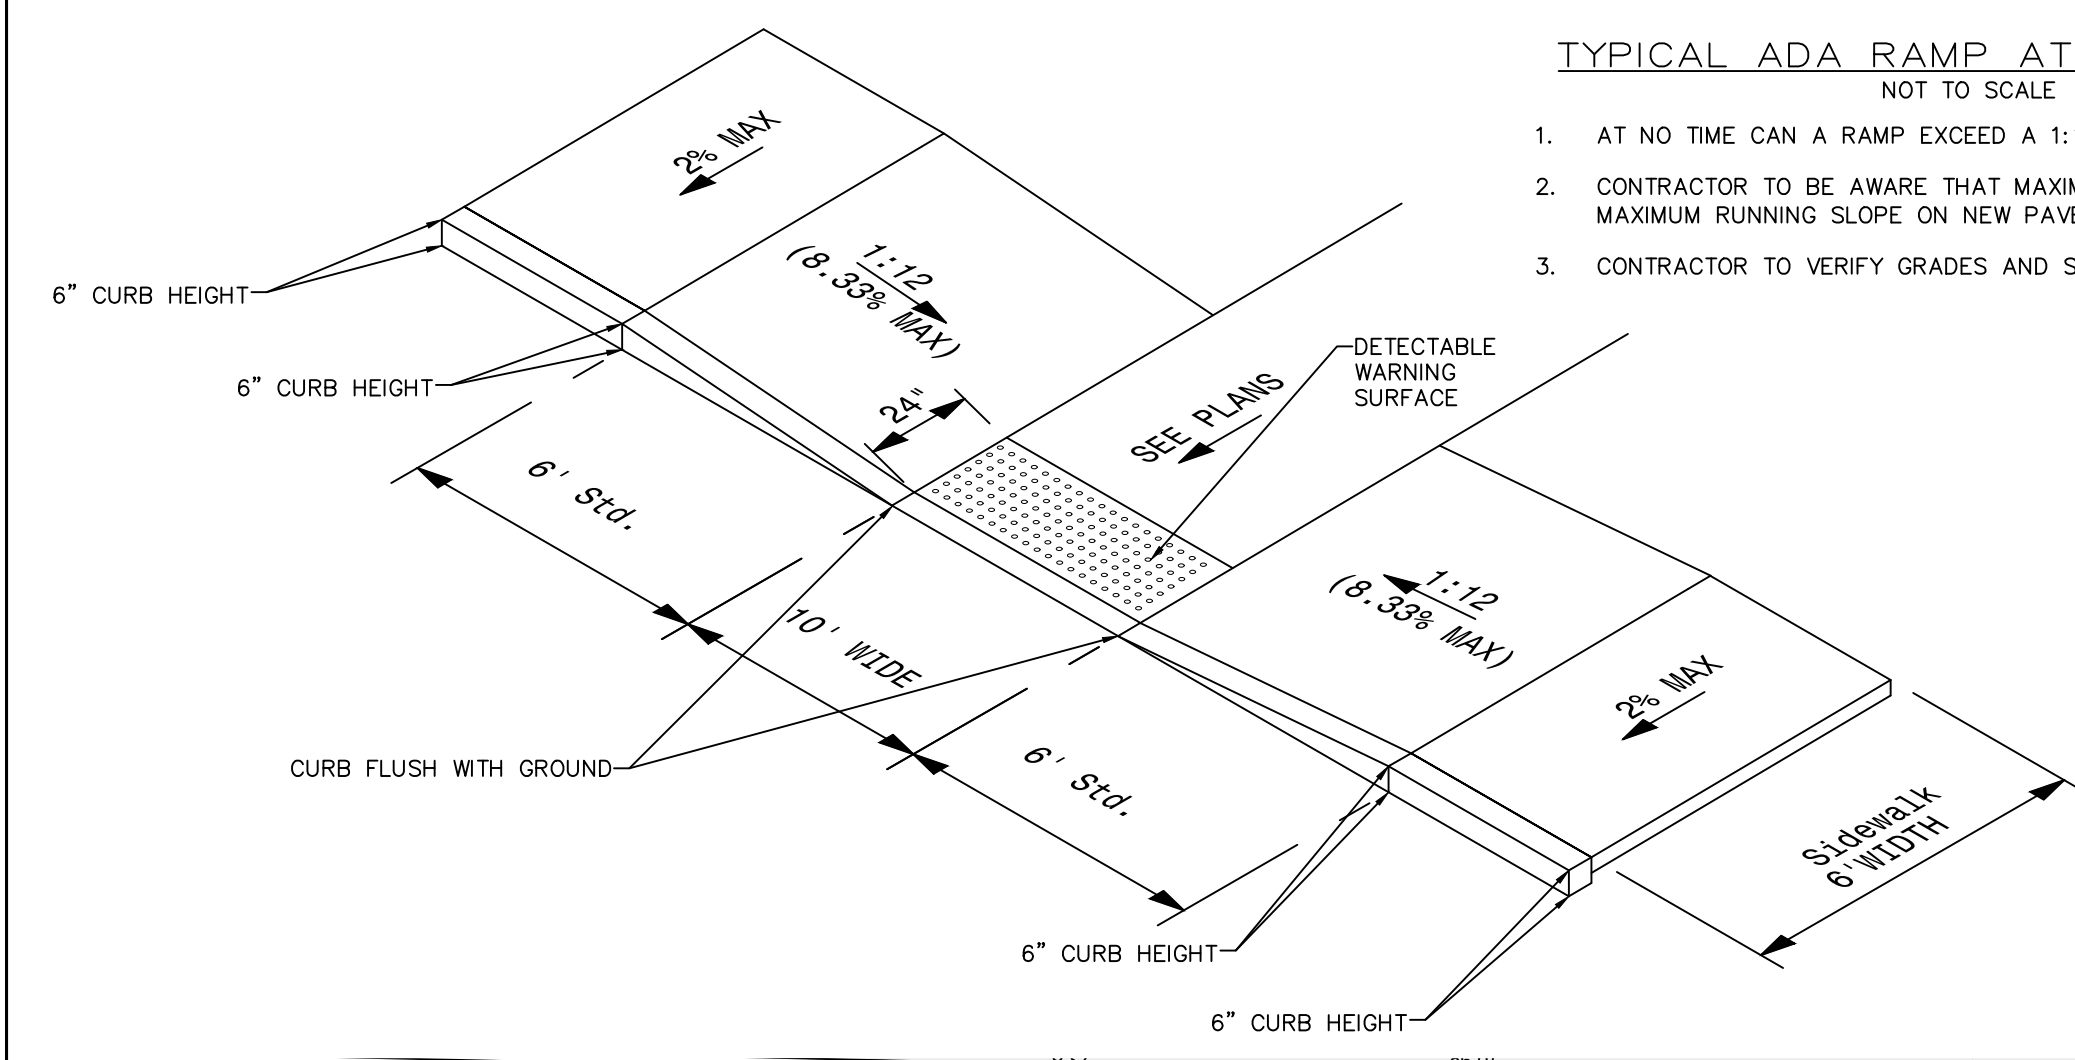 TYPICAL ADA RAMP AT
NOT TO SCALE
1. AT NO TIME CAN A RAMP EXCEED A 1:
2. CONTRACTOR TO BE AWARE THAT
MAXIMUM RUNNING SLOPE ON NEW
3. CONTRACTOR TO VERIFY GRADES AND
2% MAX
1:12
(8.33% MAX)
6" CURB HEIGHT
6" CURB HEIGHT
24"
DETECTABLE
WARNING
SURFACE
SEE PLANS
6' Std.
10' WIDE
1:12
(8.33% MAX)
2% MAX
CURB FLUSH WITH GROUND
6' Std.
Sidewalk
6'WIDTH
6" CURB HEIGHT
6" CURB HEIGHT